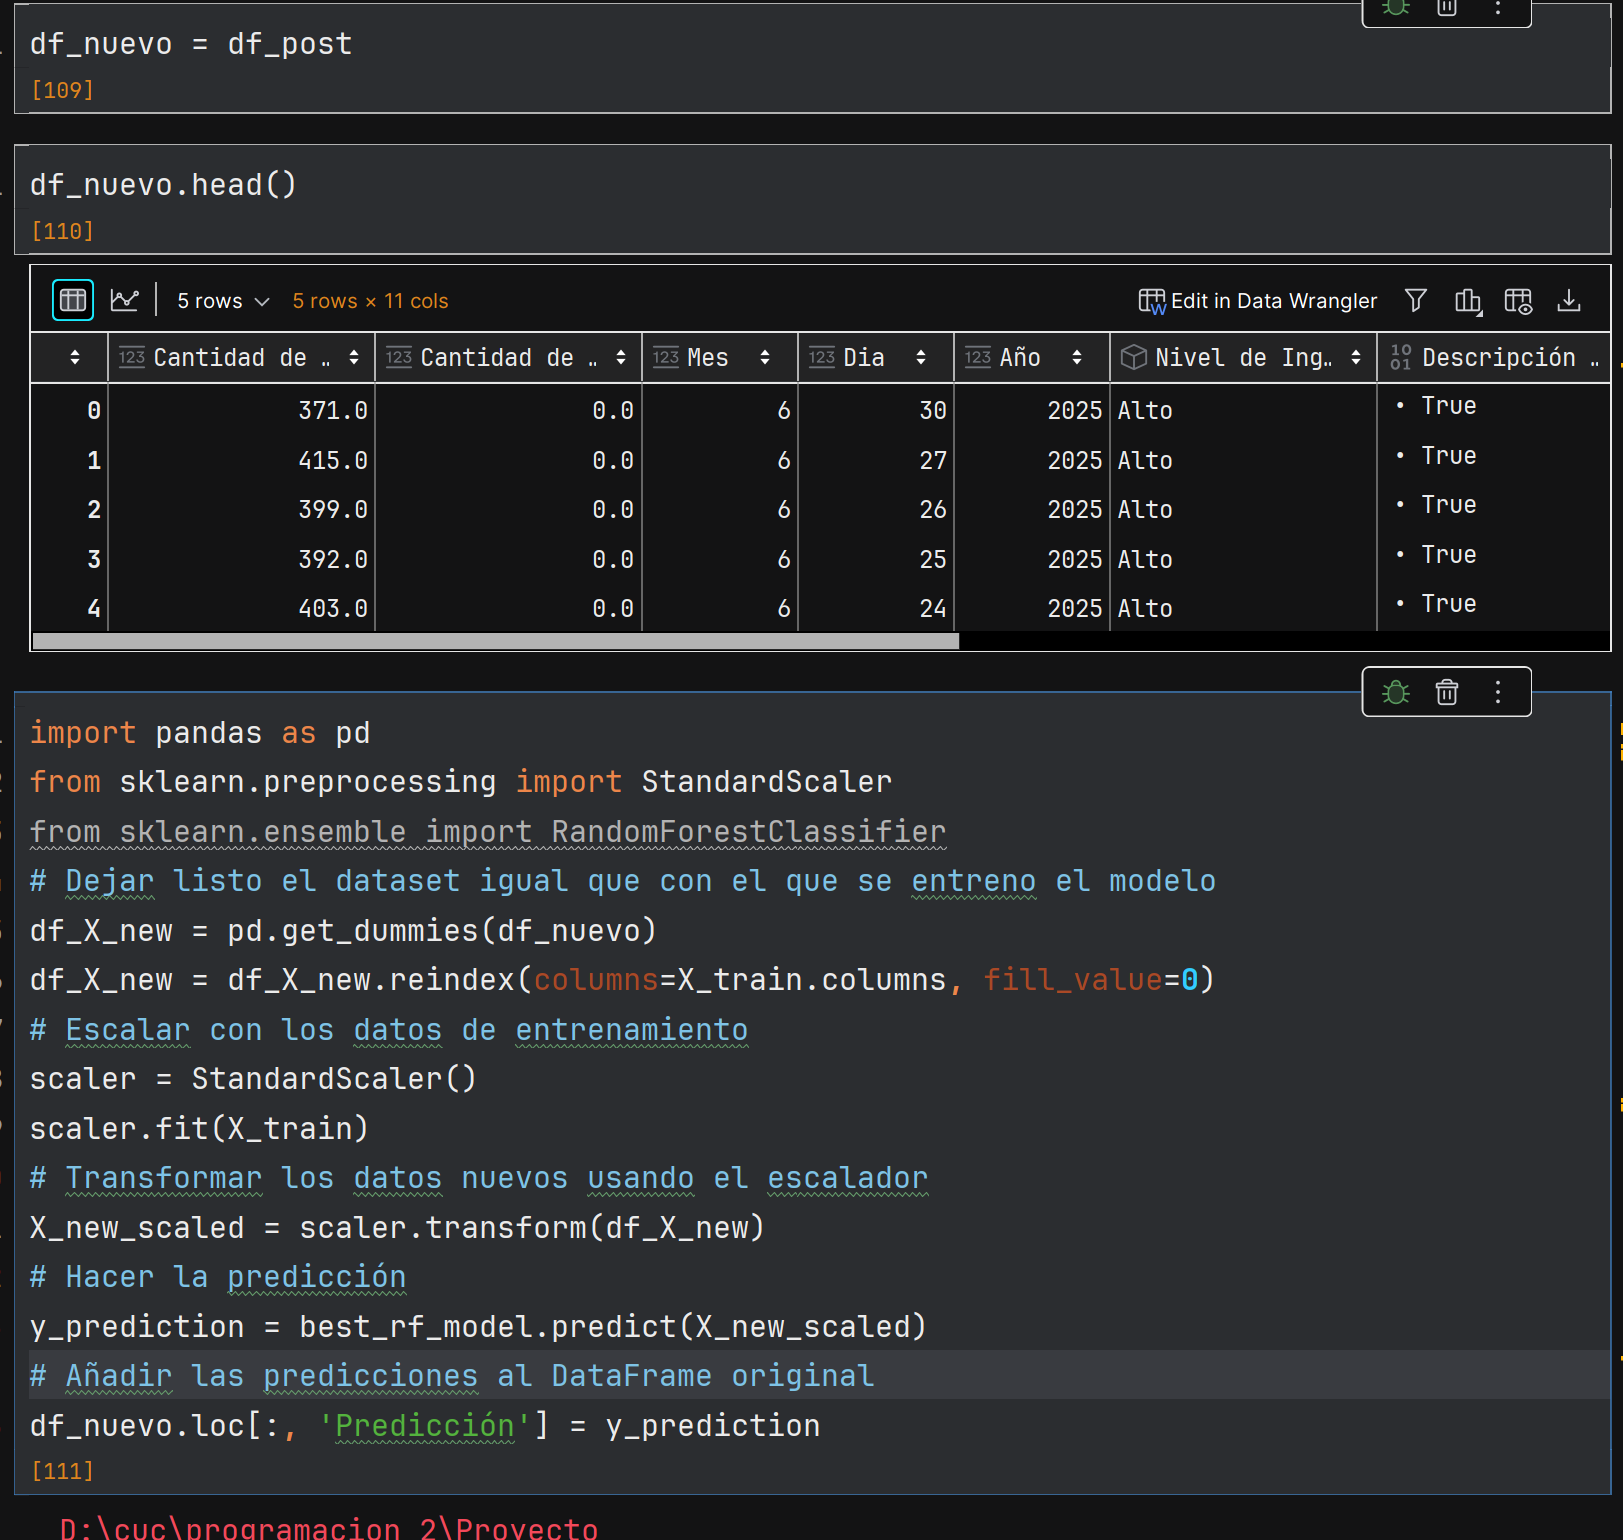 df_nuevo = df_post
[109]
df_nuevo.head()
[110]
5 rows 5 rows × 11 cols Edit in Data Wrangler
123 Cantidad de .. 123 Cantidad de .. 123 Mes 123 Dia 123 Año Nivel de Ing.. 1001 Descripción ..
0 371.0 0.0 6 30 2025 Alto • True
1 415.0 0.0 6 27 2025 Alto • True
2 399.0 0.0 6 26 2025 Alto • True
3 392.0 0.0 6 25 2025 Alto • True
4 403.0 0.0 6 24 2025 Alto • True
import pandas as pd
from sklearn.preprocessing import StandardScaler
from sklearn.ensemble import RandomForestClassifier
# Dejar listo el dataset igual que con el que se entreno el modelo
df_X_new = pd.get_dummies(df_nuevo)
df_X_new = df_X_new.reindex(columns=X_train.columns, fill_value=0)
# Escalar con los datos de entrenamiento
scaler = StandardScaler()
scaler.fit(X_train)
# Transformar los datos nuevos usando el escalador
X_new_scaled = scaler.transform(df_X_new)
# Hacer la predicción
y_prediction = best_rf_model.predict(X_new_scaled)
# Añadir las predicciones al DataFrame original
df_nuevo.loc[:, 'Predicción'] = y_prediction
[111]
D:\cuc\programacion 2\Proyecto